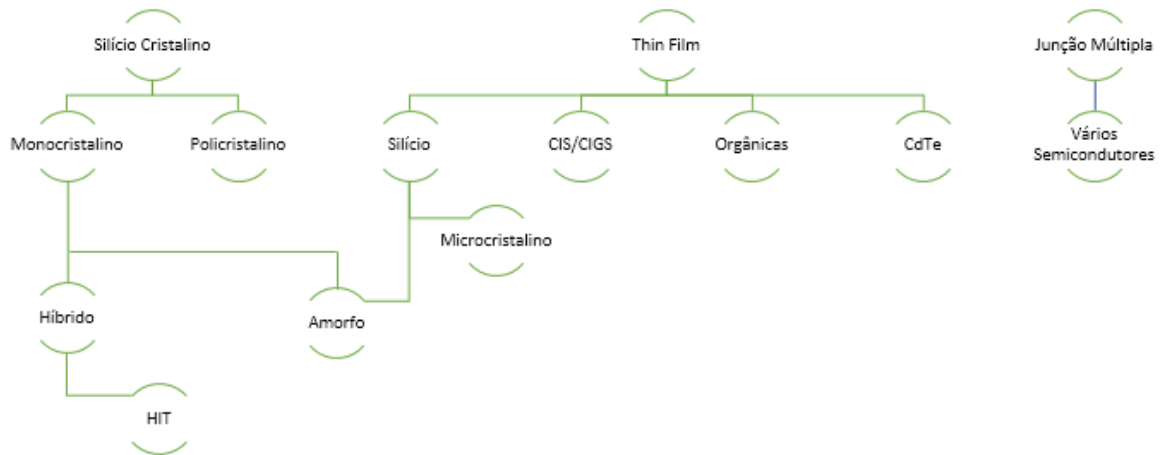 Silício Cristalino
Thin Film
Junção Múltipla
Monocristalino
Policristalino
Silício
CIS/CIGS
Orgânicas
CdTe
Vários
Semicondutores
Microcristalino
Híbrido
Amorfo
HIT